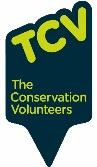 TCV
The
Conservation
Volunteers